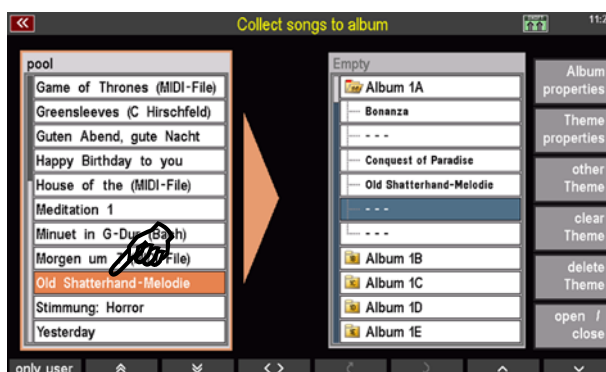 Collect songs to album
pool
Game of Thrones (MIDI-File)
Greensleeves (C Hirschfeld)
Guten Abend, gute Nacht
Happy Birthday to you
House of the (MIDI-File)
Meditation 1
Minuet in G-Dur (Bach)
Morgen um File)
Old Shatterhand-Melodie
Stimmung: Horror
Yesterday
Empty
Album 1A
Bonanza
- - -
Conquest of Paradise
Old Shatterhand-Melodie
- - -
- - -
Album 1B
Album 1C
Album 1D
Album 1E
Album
properties
Theme
properties
other
Theme
clear
Theme
delete
Theme
open /
close
only user